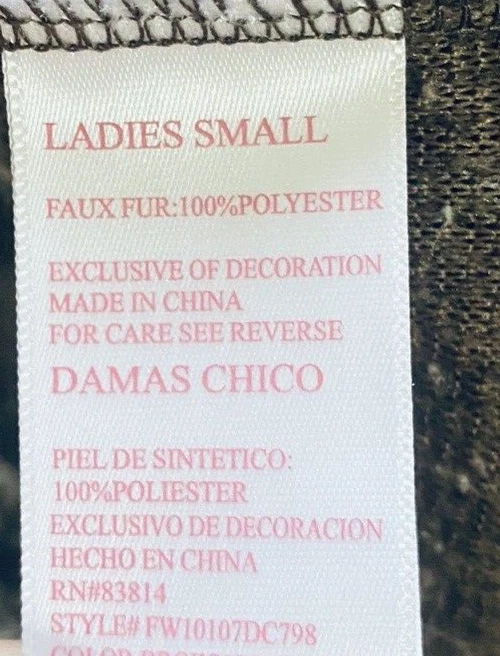 LADIES SMALL
FAUX FUR:100%POLYESTER
EXCLUSIVE OF DECORATION
MADE IN CHINA
FOR CARE SEE REVERSE
DAMAS CHICO
PIEL DE SINTETICO:
100%POLIESTER
EXCLUSIVO DE DECORACION
HECHO EN CHINA
RN#83814
STYLE# FW10107DC798